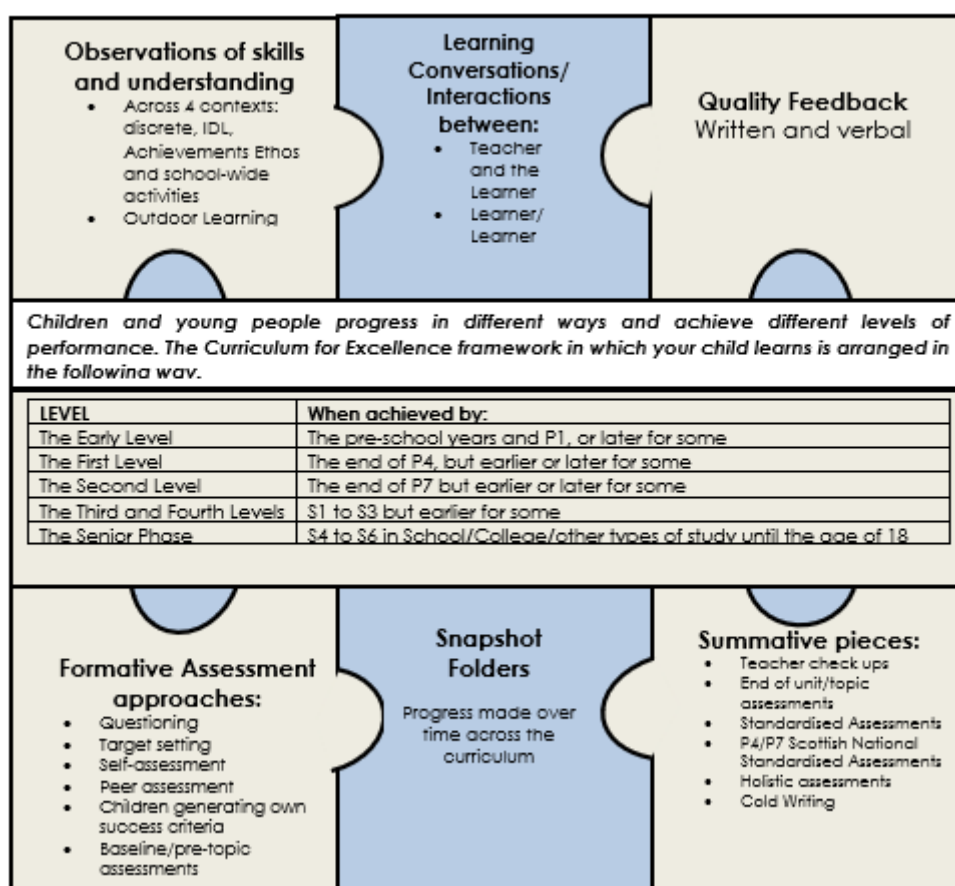 Observations of skills
and understanding
• Across 4 contexts:
discrete, IDL,
Achievements Ethos
and school-wide
activities
• Outdoor Learning
Learning
Conversations/
Interactions
between:
• Teacher
and the
Learner
• Learner/
Learner
Quality Feedback
Written and verbal
Children and young people progress in different ways and achieve different levels of
performance. The Curriculum for Excellence framework in which your child learns is arranged in
the following way.
LEVEL When achieved by:
The Early Level The pre-school years and P1, or later for some
The First Level The end of P4, but earlier or later for some
The Second Level The end of P7 but earlier or later for some
The Third and Fourth Levels S1 to S3 but earlier for some
The Senior Phase S4 to S6 in School/College/other types of study until the age of 18
Formative Assessment
approaches:
• Questioning
• Target setting
• Self-assessment
• Peer assessment
• Children generating own
success criteria
• Baseline/pre-topic
assessments
Snapshot
Folders
Progress made over
time across the
curriculum
Summative pieces:
• Teacher check ups
• End of unit/topic
assessments
• Standardised Assessments
• P4/P7 Scottish National
Standardised Assessments
• Holistic assessments
• Cold Writing